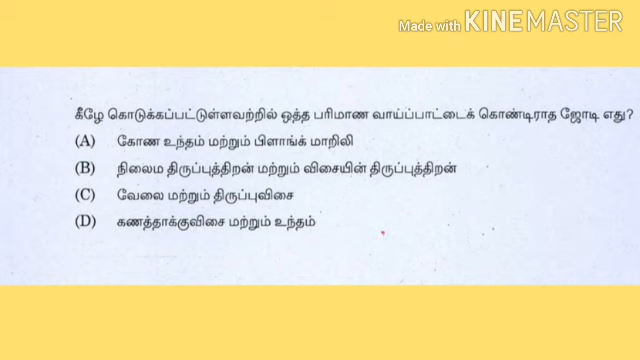 Made with KINEMASTER
கீழே கொடுக்கப்பட்டுள்ளவற்றில் ஒத்த பரிமாண வாய்ப்பாட்டைக் கொண்டிராத ஜோடி எது?
(A) கோண உந்தம் மற்றும் பிளாங்க் மாறிலி
(B) நிலைம திருப்புத்திறன் மற்றும் விசையின் திருப்புத்திறன்
(C) வேலை மற்றும் திருப்புவிசை
(D) கணத்தாக்குவிசை மற்றும் உந்தம்